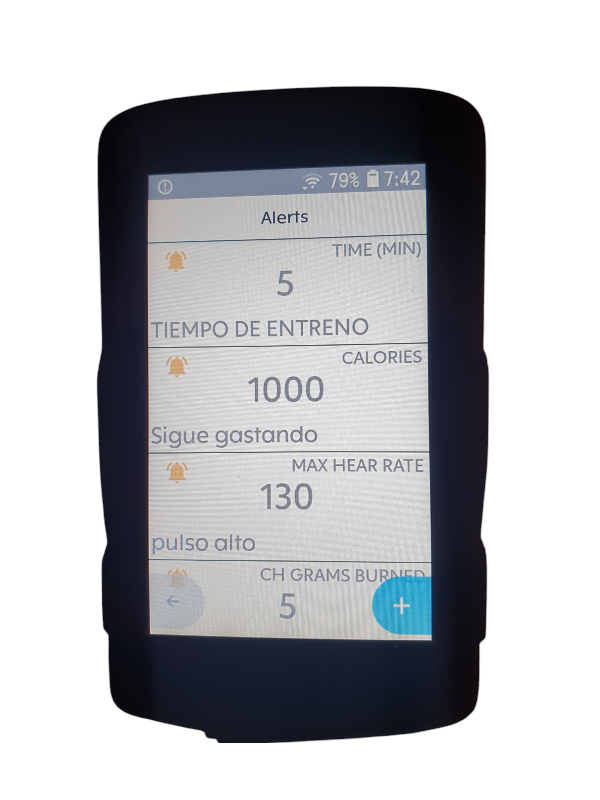 79% 7:42
Alerts
TIME (MIN)
5
TIEMPO DE ENTRENO
CALORIES
1000
Sigue gastando
MAX HEAR RATE
130
pulso alto
CH GRAMS BURNED
5